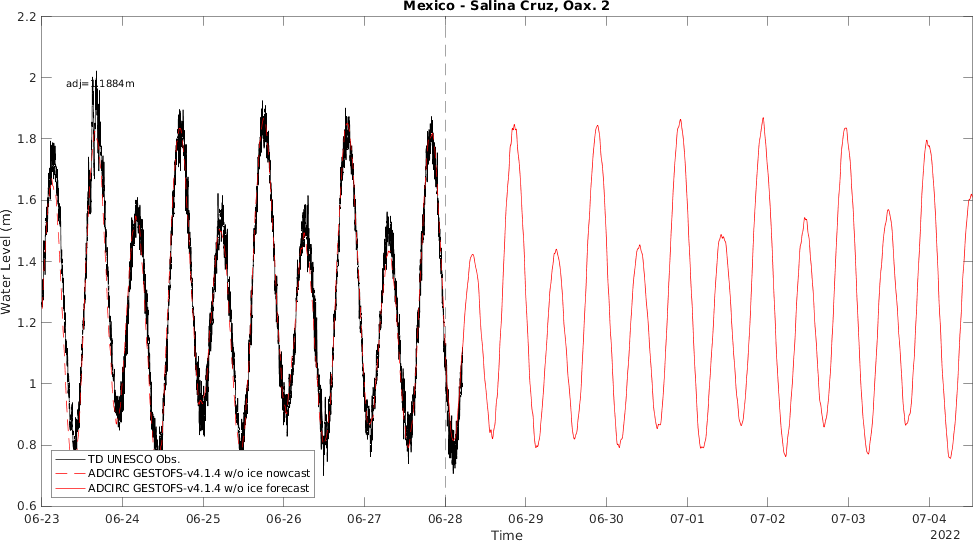 Mexico - Salina Cruz, Oax. 2
2.2
2
1.8
1.6
1.4
1.2
1
0.8
0.6
Water Level (m)
adj=1.1884m
TD UNESCO Obs.
ADCIRC GESTOFS-v4.1.4 w/o ice nowcast
ADCIRC GESTOFS-v4.1.4 w/o ice forecast
06-23 06-24 06-25 06-26 06-27 06-28 06-29 06-30 07-01 07-02 07-03 07-04
Time
2022